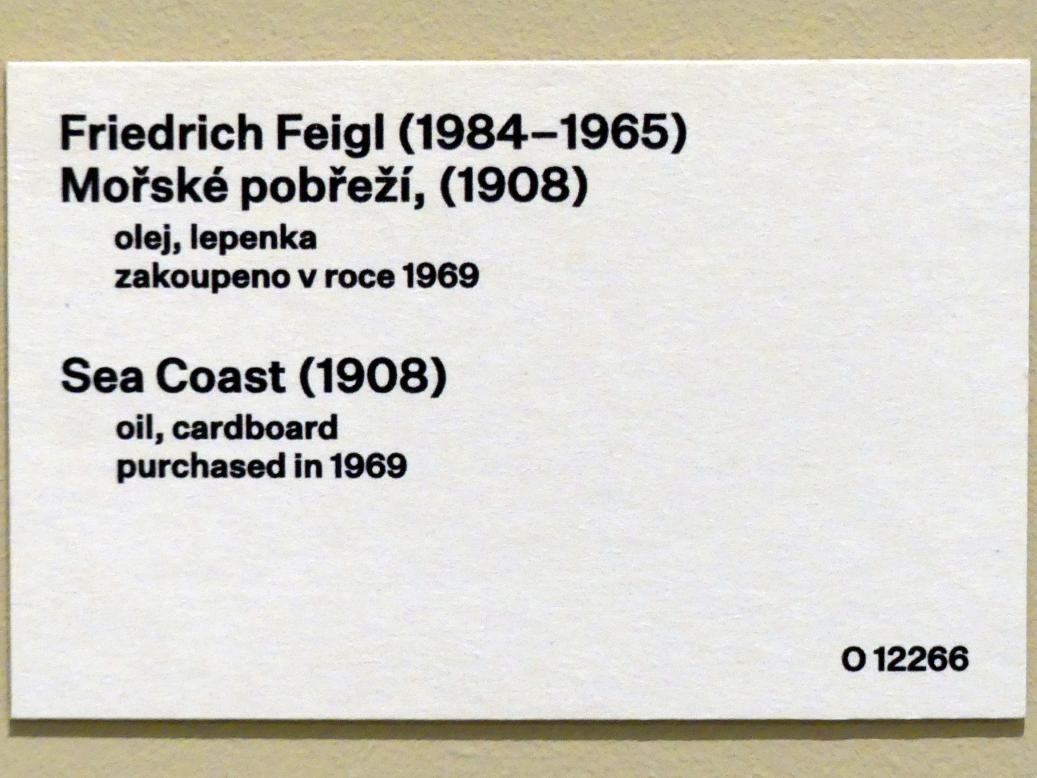 Friedrich Feigl (1984–1965)
Mořské pobřeží, (1908)
olej, lepenka
zakoupeno v roce 1969
Sea Coast (1908)
oil, cardboard
purchased in 1969
O 12266